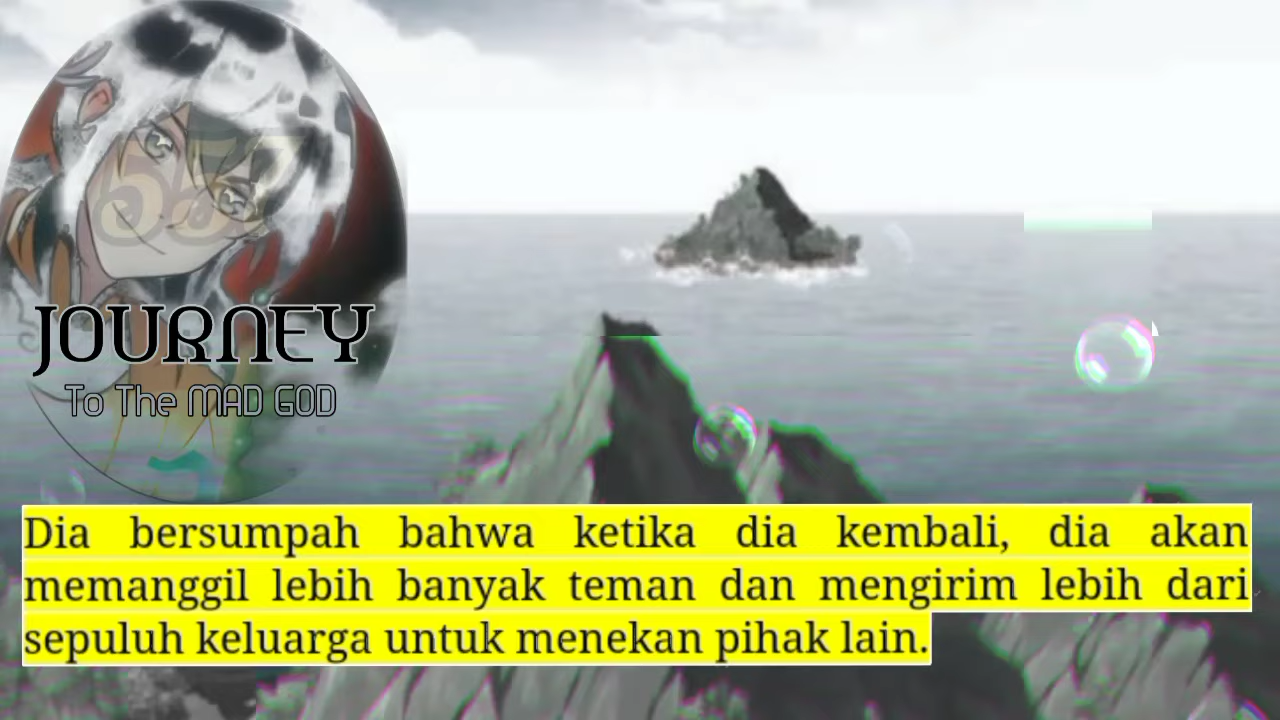 JOURNEY
To The MAD GOD
Dia bersumpah bahwa ketika dia kembali, dia akan
memanggil lebih banyak teman dan mengirim lebih dari
sepuluh keluarga untuk menekan pihak lain.